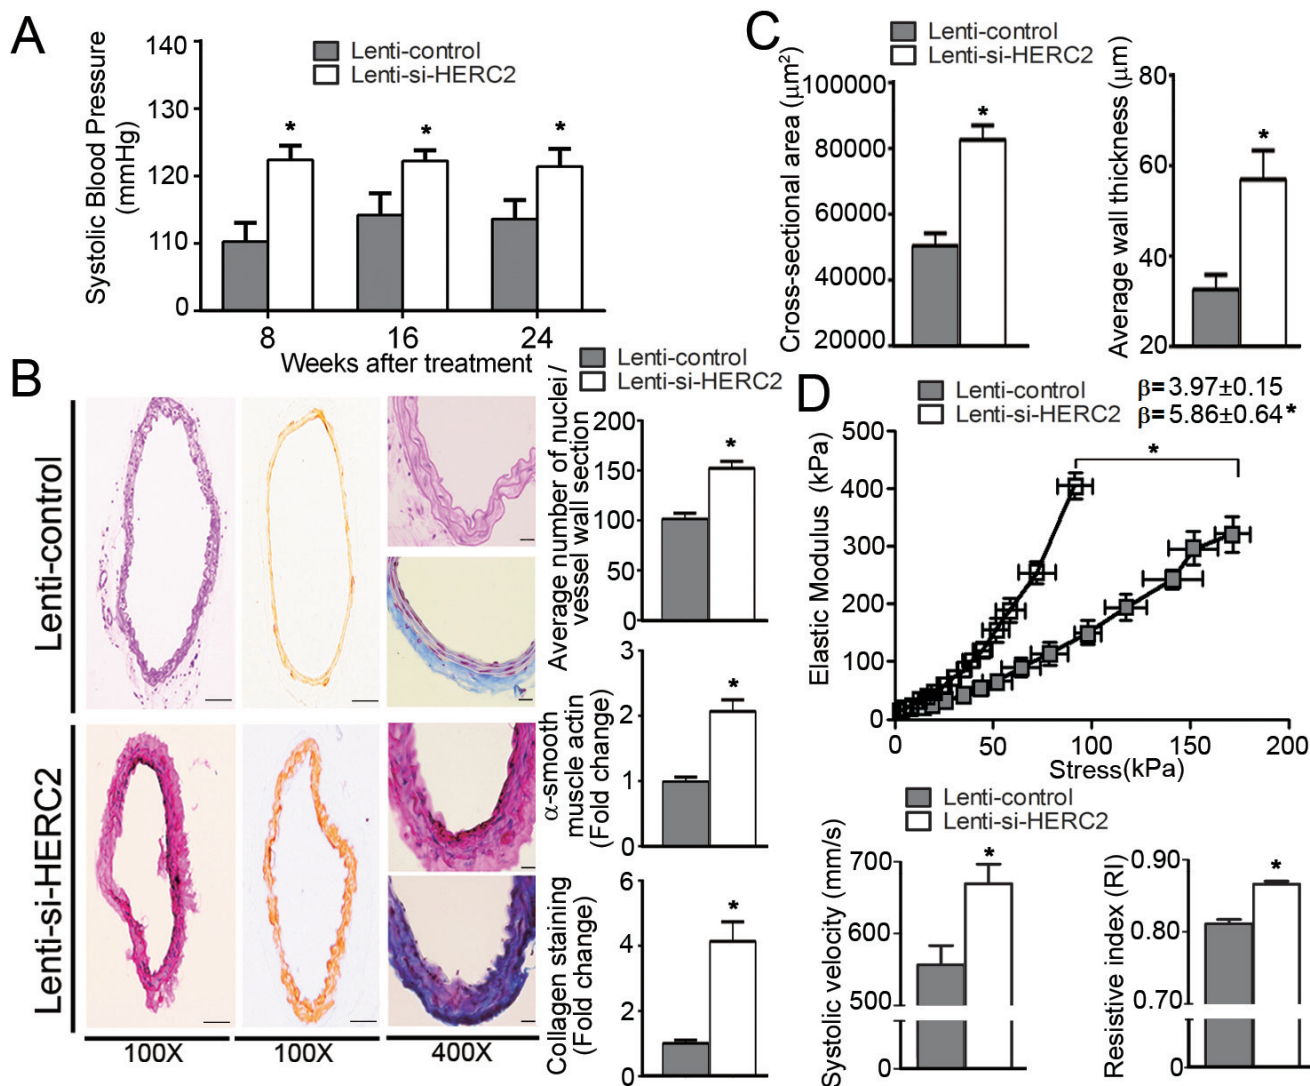 A
Systolic Blood Pressure
(mmHg)
140
130
120
110
0
Lenti-control
Lenti-si-HERC2
*
*
*
8
16
24
Weeks after treatment
B
Lenti-control
Lenti-si-HERC2
100X
100X
400X
Lenti-control
Lenti-si-HERC2
Average number of nuclei /
vessel wall section
200
150
100
50
0
*
α-smooth
muscle actin
(Fold change)
3
2
1
0
*
Collagen staining
(Fold change)
6
4
2
0
*
C
Lenti-control
Lenti-si-HERC2
Cross-sectional area (μm²)
100000
80000
60000
40000
20000
*
Average wall thickness (μm)
80
60
40
20
*
D
Lenti-control
Lenti-si-HERC2
β=3.97±0.15
β=5.86±0.64*
Elastic Modulus (kPa)
500
400
300
200
100
0
*
0
50
100
150
200
Stress(kPa)
Lenti-control
Lenti-si-HERC2
Systolic velocity (mm/s)
700
600
500
0
*
Resistive index (RI)
0.90
0.80
0.70
0
*